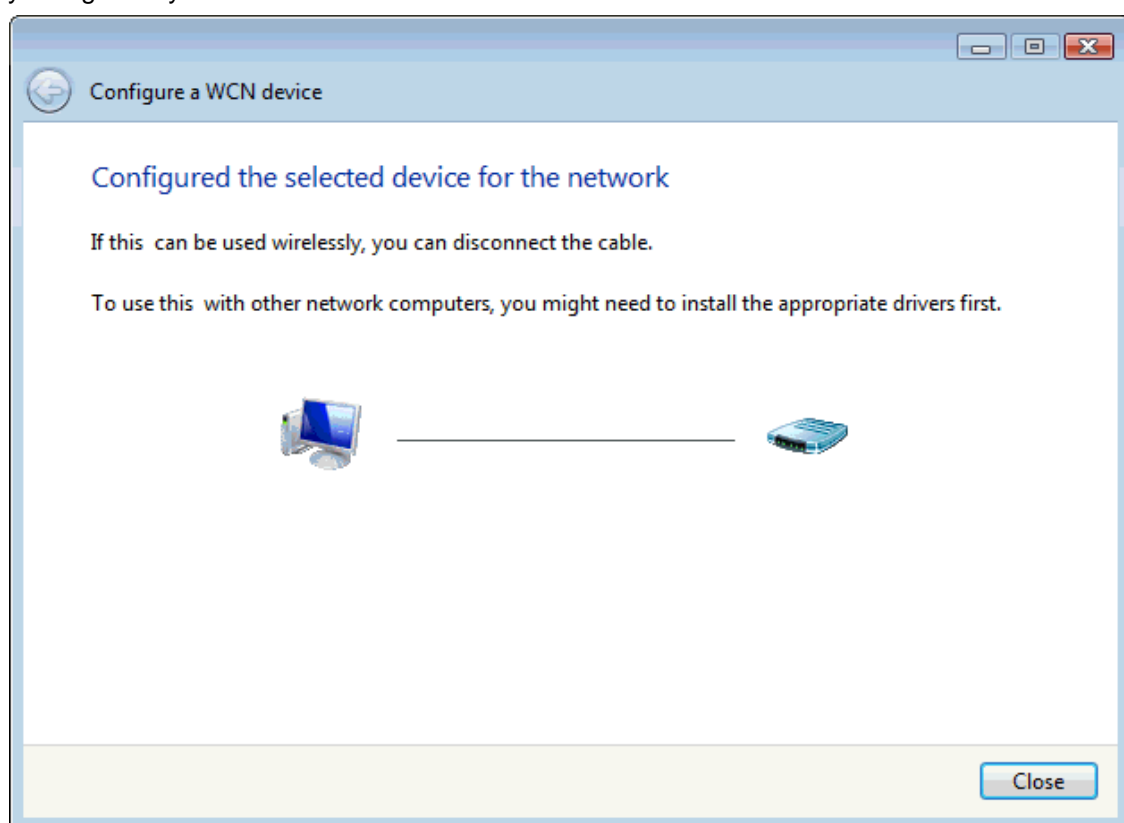 Configure a WCN device
Configured the selected device for the network
If this  can be used wirelessly, you can disconnect the cable.
To use this  with other network computers, you might need to install the appropriate drivers first.
Close